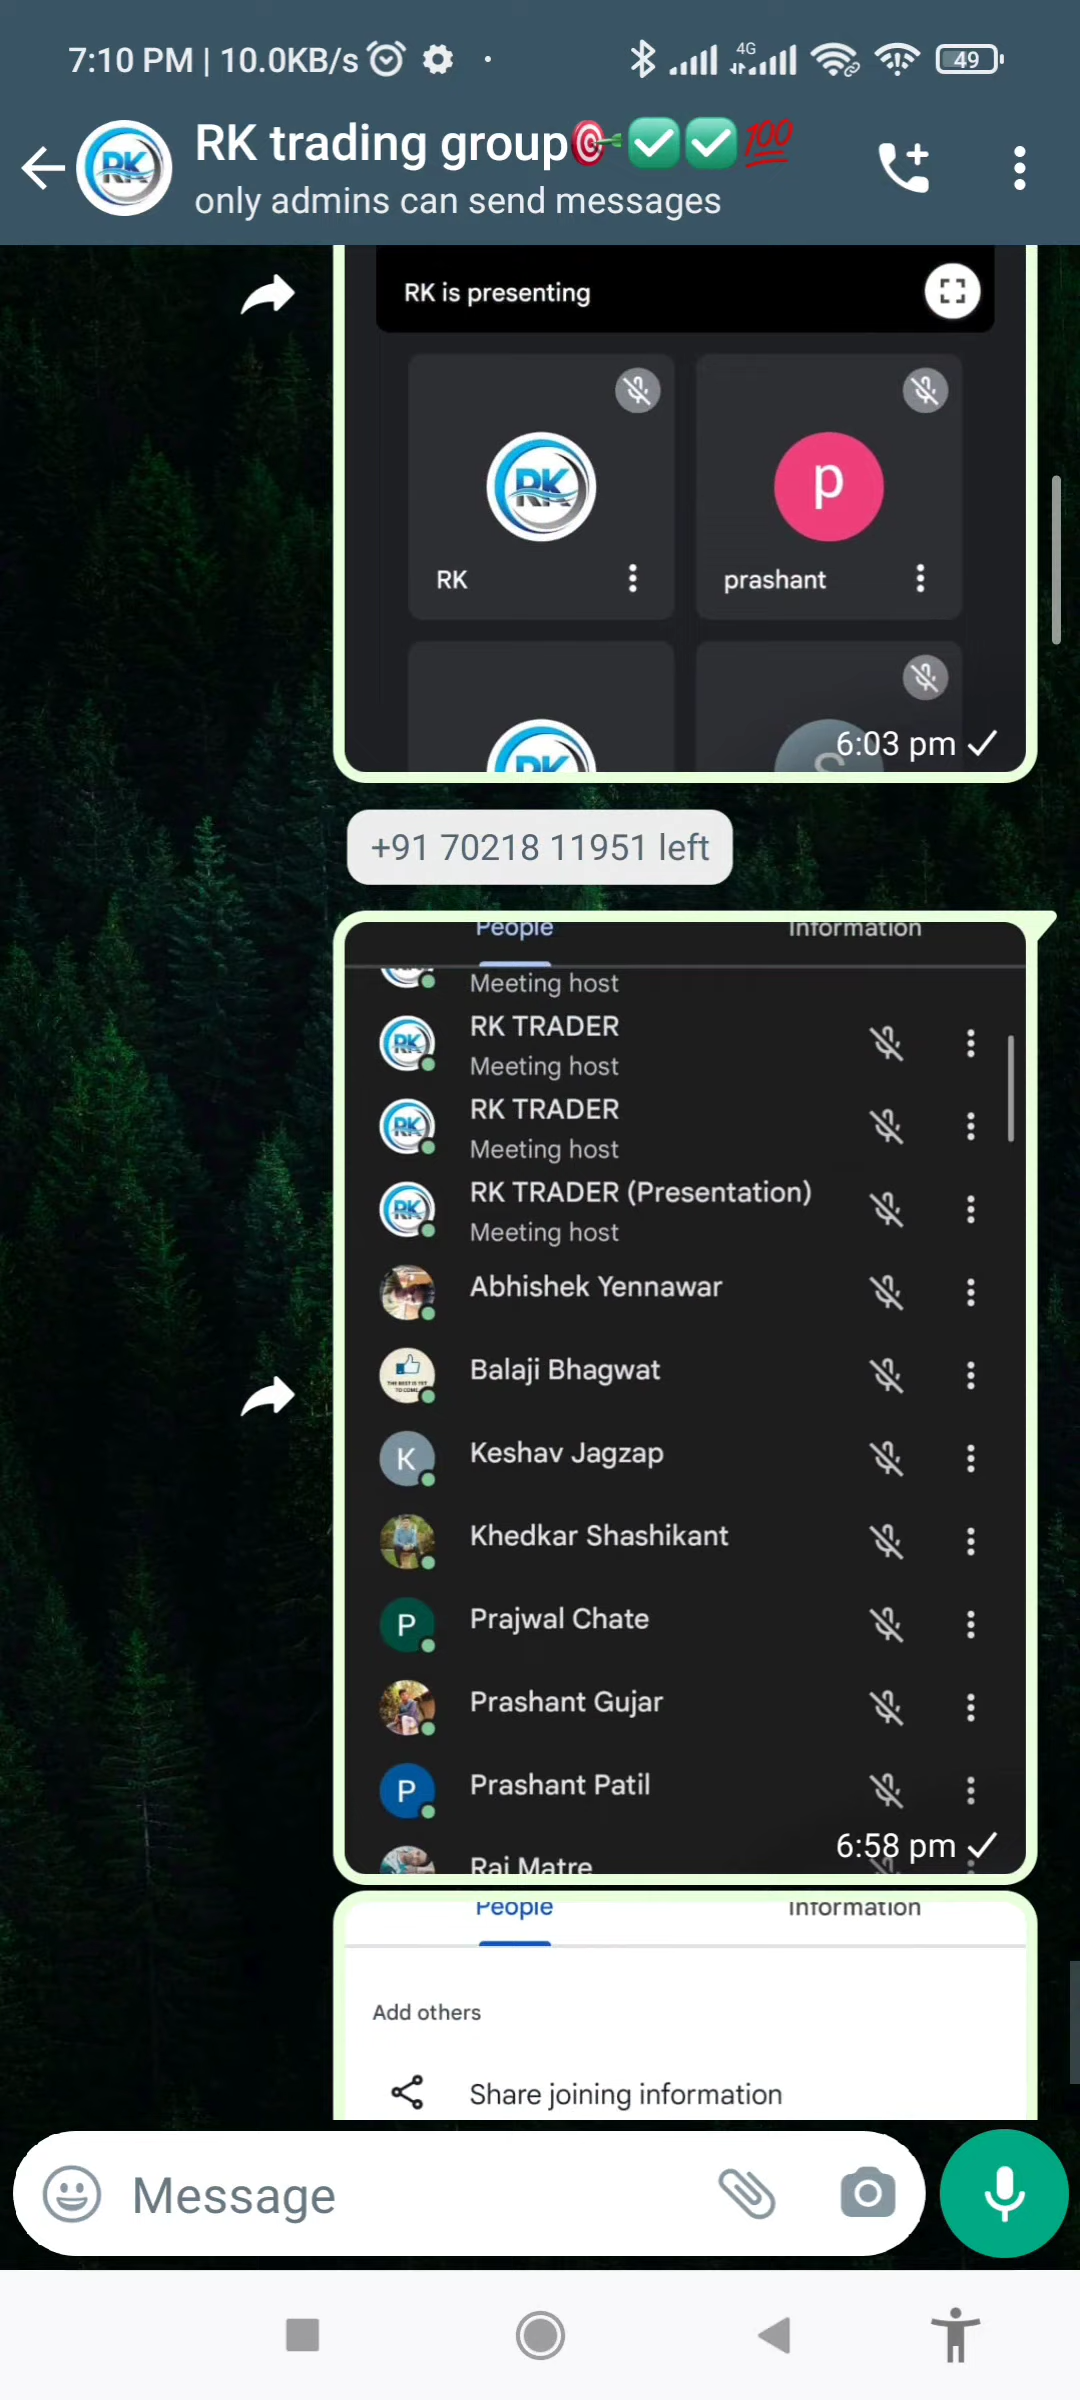 7:10 PM | 10.0KB/s
4G
49
RK trading group🎯✅✅💯
only admins can send messages
RK is presenting
RK
p
RK
prashant
S
6:03 pm
+91 70218 11951 left
People Information
Meeting host
RK TRADER
Meeting host
RK TRADER
Meeting host
RK TRADER (Presentation)
Meeting host
Abhishek Yennawar
Balaji Bhagwat
K
Keshav Jagzap
Khedkar Shashikant
P
Prajwal Chate
Prashant Gujar
P
Prashant Patil
Raj Matre
6:58 pm
People Information
Add others
Share joining information
Message